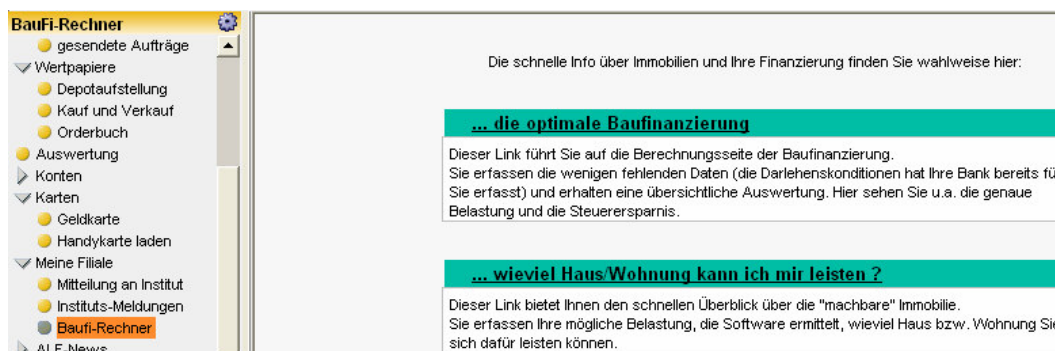 BauFi-Rechner
gesendete Aufträge
Wertpapiere
Depotaufstellung
Kauf und Verkauf
Orderbuch
Auswertung
Konten
Karten
Geldkarte
Handykarte laden
Meine Filiale
Mitteilung an Institut
Instituts-Meldungen
Baufi-Rechner
ALF-News
Die schnelle Info über Immobilien und Ihre Finanzierung finden Sie wahlweise hier:
... die optimale Baufinanzierung
Dieser Link führt Sie auf die Berechnungsseite der Baufinanzierung.
Sie erfassen die wenigen fehlenden Daten (die Darlehenskonditionen hat Ihre Bank bereits fü
Sie erfasst) und erhalten eine übersichtliche Auswertung. Hier sehen Sie u.a. die genaue
Belastung und die Steuerersparnis.
... wieviel Haus/Wohnung kann ich mir leisten ?
Dieser Link bietet Ihnen den schnellen Überblick über die "machbare" Immobilie.
Sie erfassen Ihre mögliche Belastung, die Software ermittelt, wieviel Haus bzw. Wohnung Sie
sich dafür leisten können.